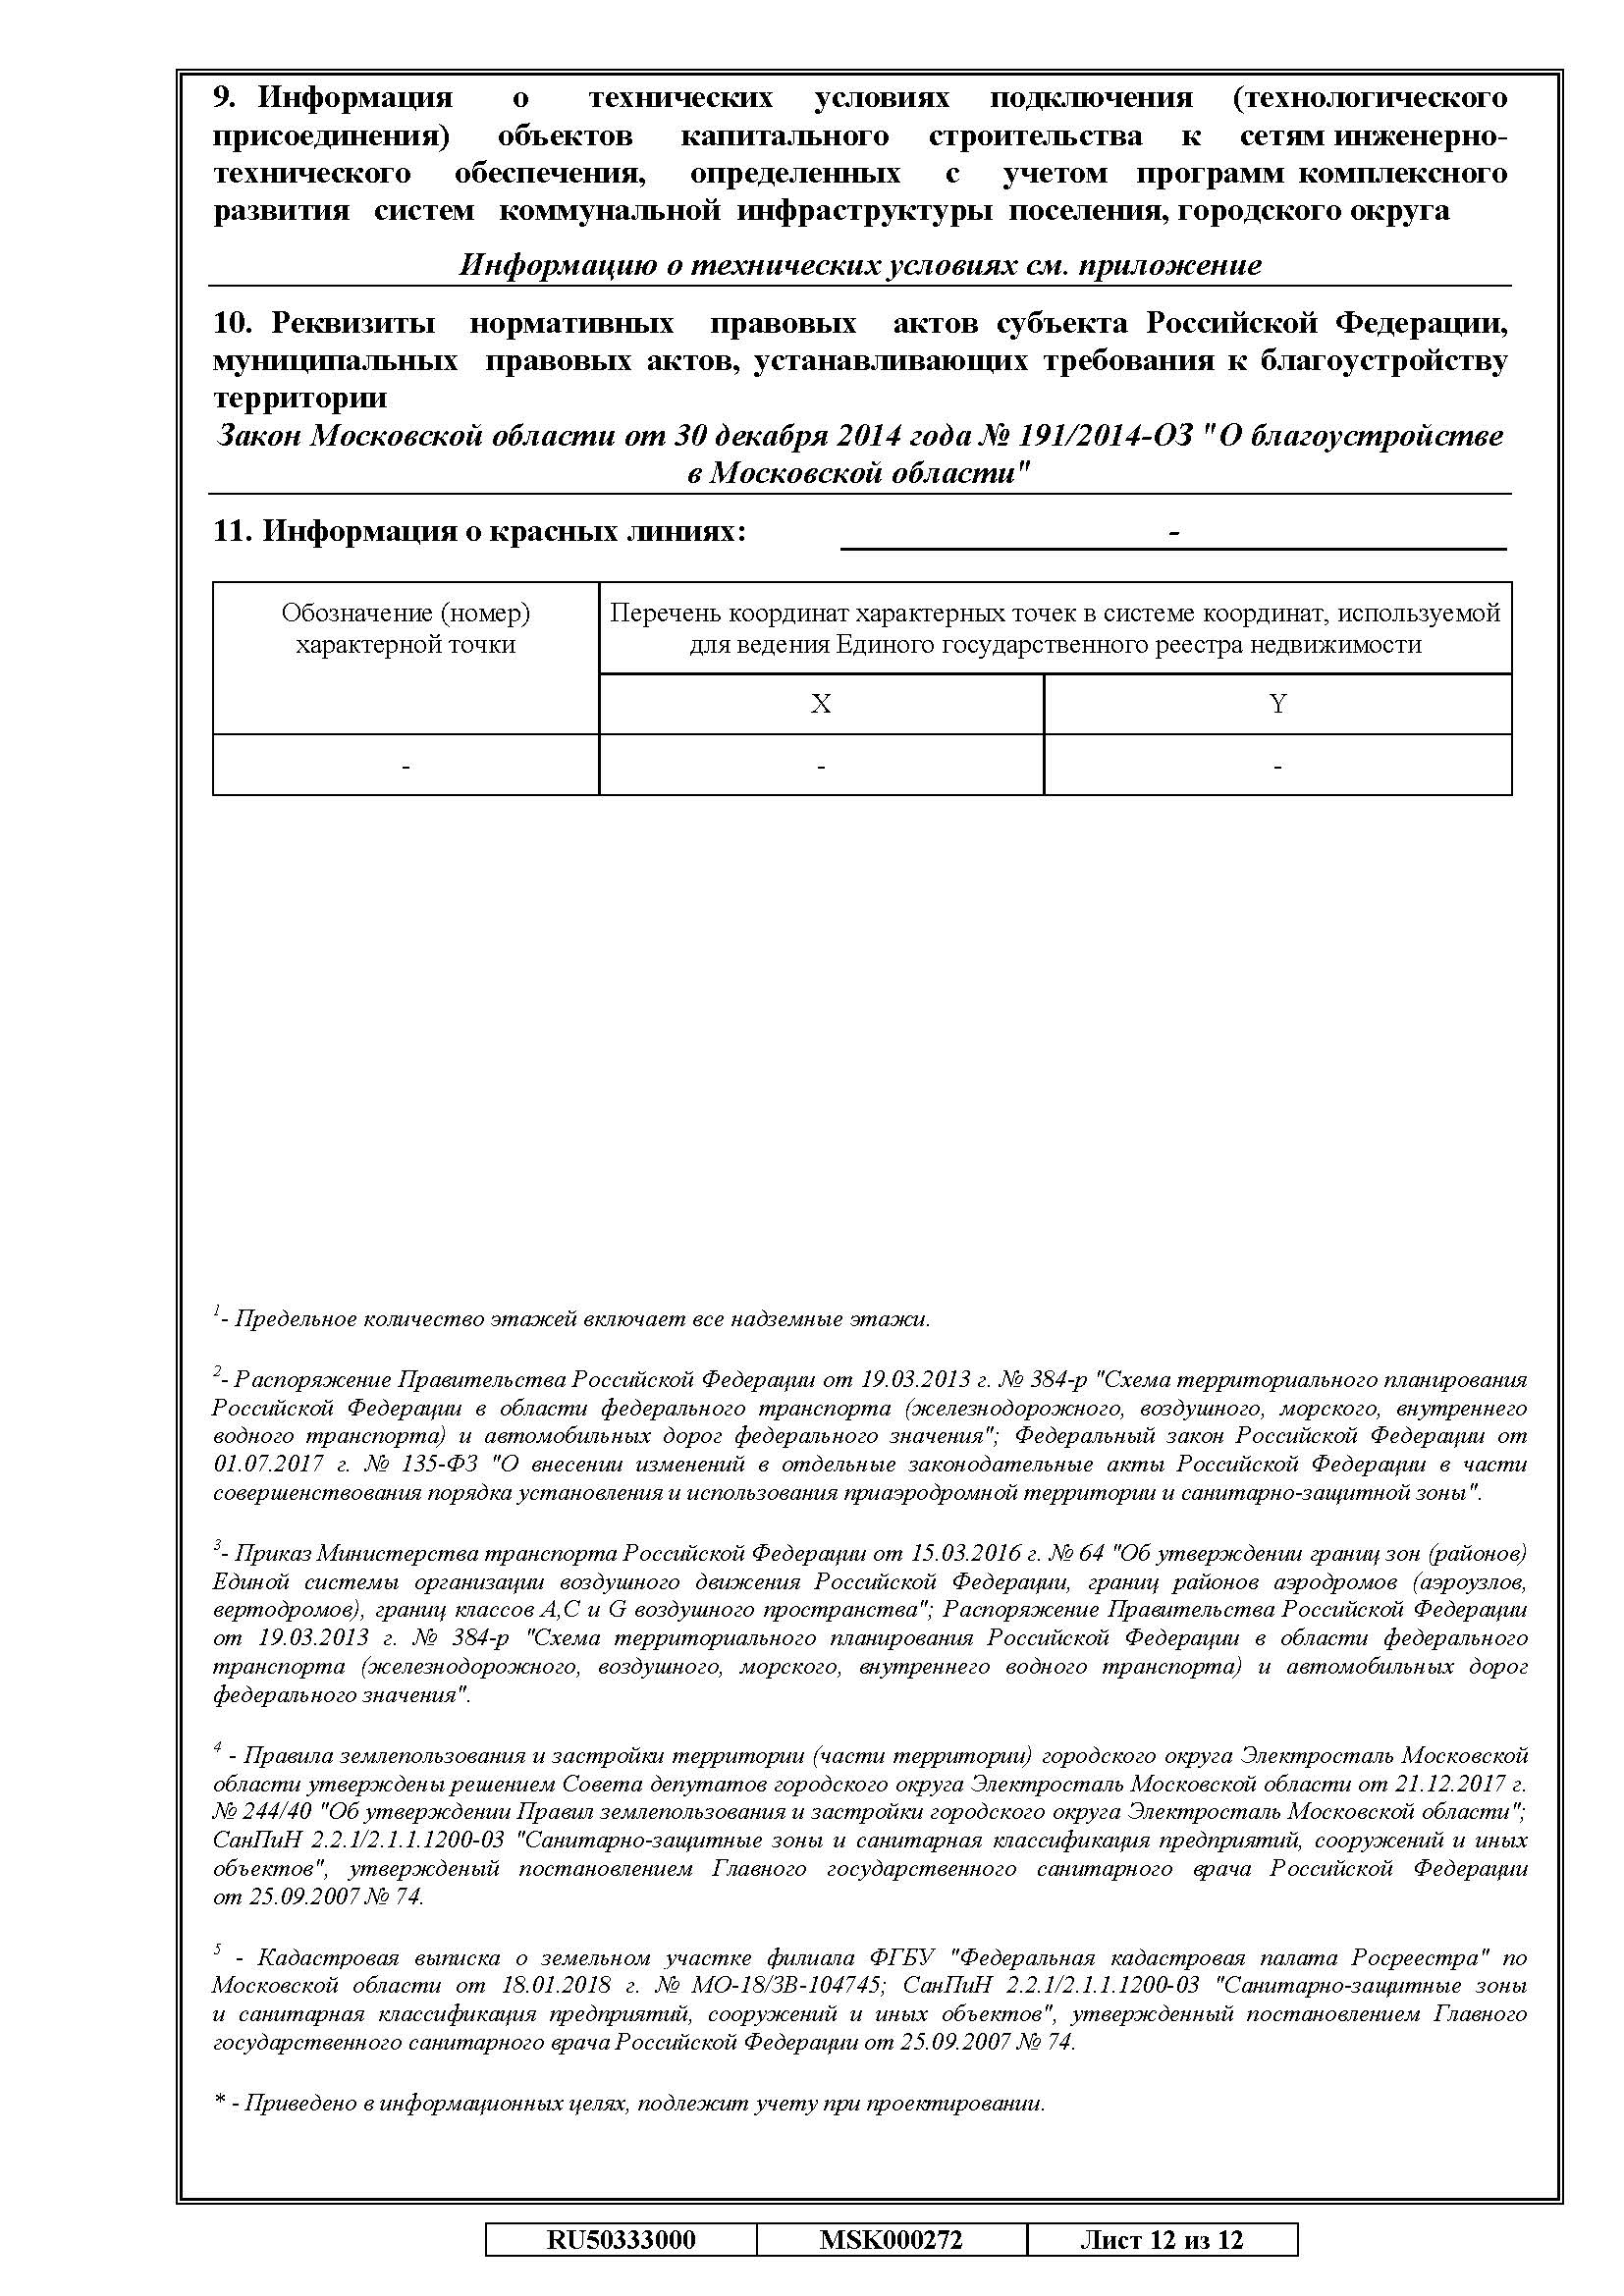 9. Информация о технических условиях подключения (технологического
присоединения) объектов капитального строительства к сетям инженерно-
технического обеспечения, определенных с учетом программ комплексного
развития систем коммунальной инфраструктуры поселения, городского округа
Информацию о технических условиях см. приложение
10. Реквизиты нормативных правовых актов субъекта Российской Федерации,
муниципальных правовых актов, устанавливающих требования к благоустройству
территории
Закон Московской области от 30 декабря 2014 года № 191/2014-ОЗ "О благоустройстве
в Московской области"
11. Информация о красных линиях: -
Обозначение (номер)
характерной точки
Перечень координат характерных точек в системе координат, используемой
для ведения Единого государственного реестра недвижимости
X Y
- - -
1- Предельное количество этажей включает все надземные этажи.
2- Распоряжение Правительства Российской Федерации от 19.03.2013 г. № 384-р "Схема территориального планирования
Российской Федерации в области федерального транспорта (железнодорожного, воздушного, морского, внутреннего
водного транспорта) и автомобильных дорог федерального значения"; Федеральный закон Российской Федерации от
01.07.2017 г. № 135-ФЗ "О внесении изменений в отдельные законодательные акты Российской Федерации в части
совершенствования порядка установления и использования приаэродромной территории и санитарно-защитной зоны".
3- Приказ Министерства транспорта Российской Федерации от 15.03.2016 г. № 64 "Об утверждении границ зон (районов)
Единой системы организации воздушного движения Российской Федерации, границ районов аэродромов (аэроузлов,
вертодромов), границ классов А,С и G воздушного пространства"; Распоряжение Правительства Российской Федерации
от 19.03.2013 г. № 384-р "Схема территориального планирования Российской Федерации в области федерального
транспорта (железнодорожного, воздушного, морского, внутреннего водного транспорта) и автомобильных дорог
федерального значения".
4 - Правила землепользования и застройки территории (части территории) городского округа Электросталь Московской
области утверждены решением Совета депутатов городского округа Электросталь Московской области от 21.12.2017 г.
№ 244/40 "Об утверждении Правил землепользования и застройки городского округа Электросталь Московской области";
СанПиН 2.2.1/2.1.1.1200-03 "Санитарно-защитные зоны и санитарная классификация предприятий, сооружений и иных
объектов", утвержденый постановлением Главного государственного санитарного врача Российской Федерации
от 25.09.2007 № 74.
5 - Кадастровая выписка о земельном участке филиала ФГБУ "Федеральная кадастровая палата Росреестра" по
Московской области от 18.01.2018 г. № МО-18/ЗВ-104745; СанПиН 2.2.1/2.1.1.1200-03 "Санитарно-защитные зоны
и санитарная классификация предприятий, сооружений и иных объектов", утвержденный постановлением Главного
государственного санитарного врача Российской Федерации от 25.09.2007 № 74.
* - Приведено в информационных целях, подлежит учету при проектировании.
RU50333000 MSK000272 Лист 12 из 12